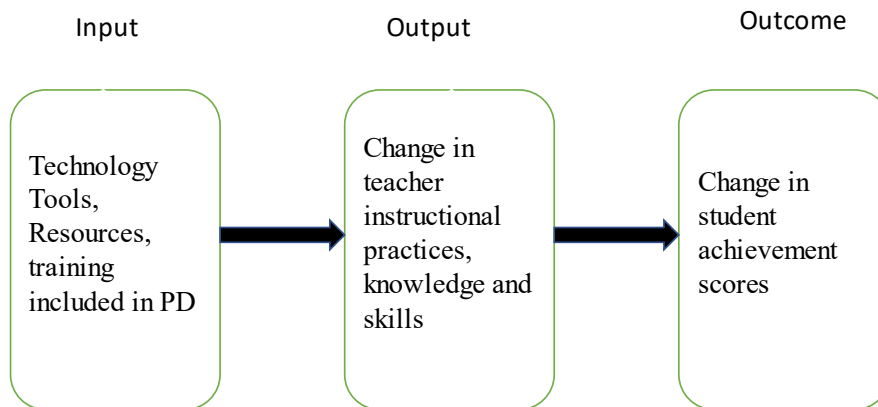 Input
Output
Outcome
Technology
Tools,
Resources,
training
included in PD
Change in
teacher
instructional
practices,
knowledge and
skills
Change in
student
achievement
scores